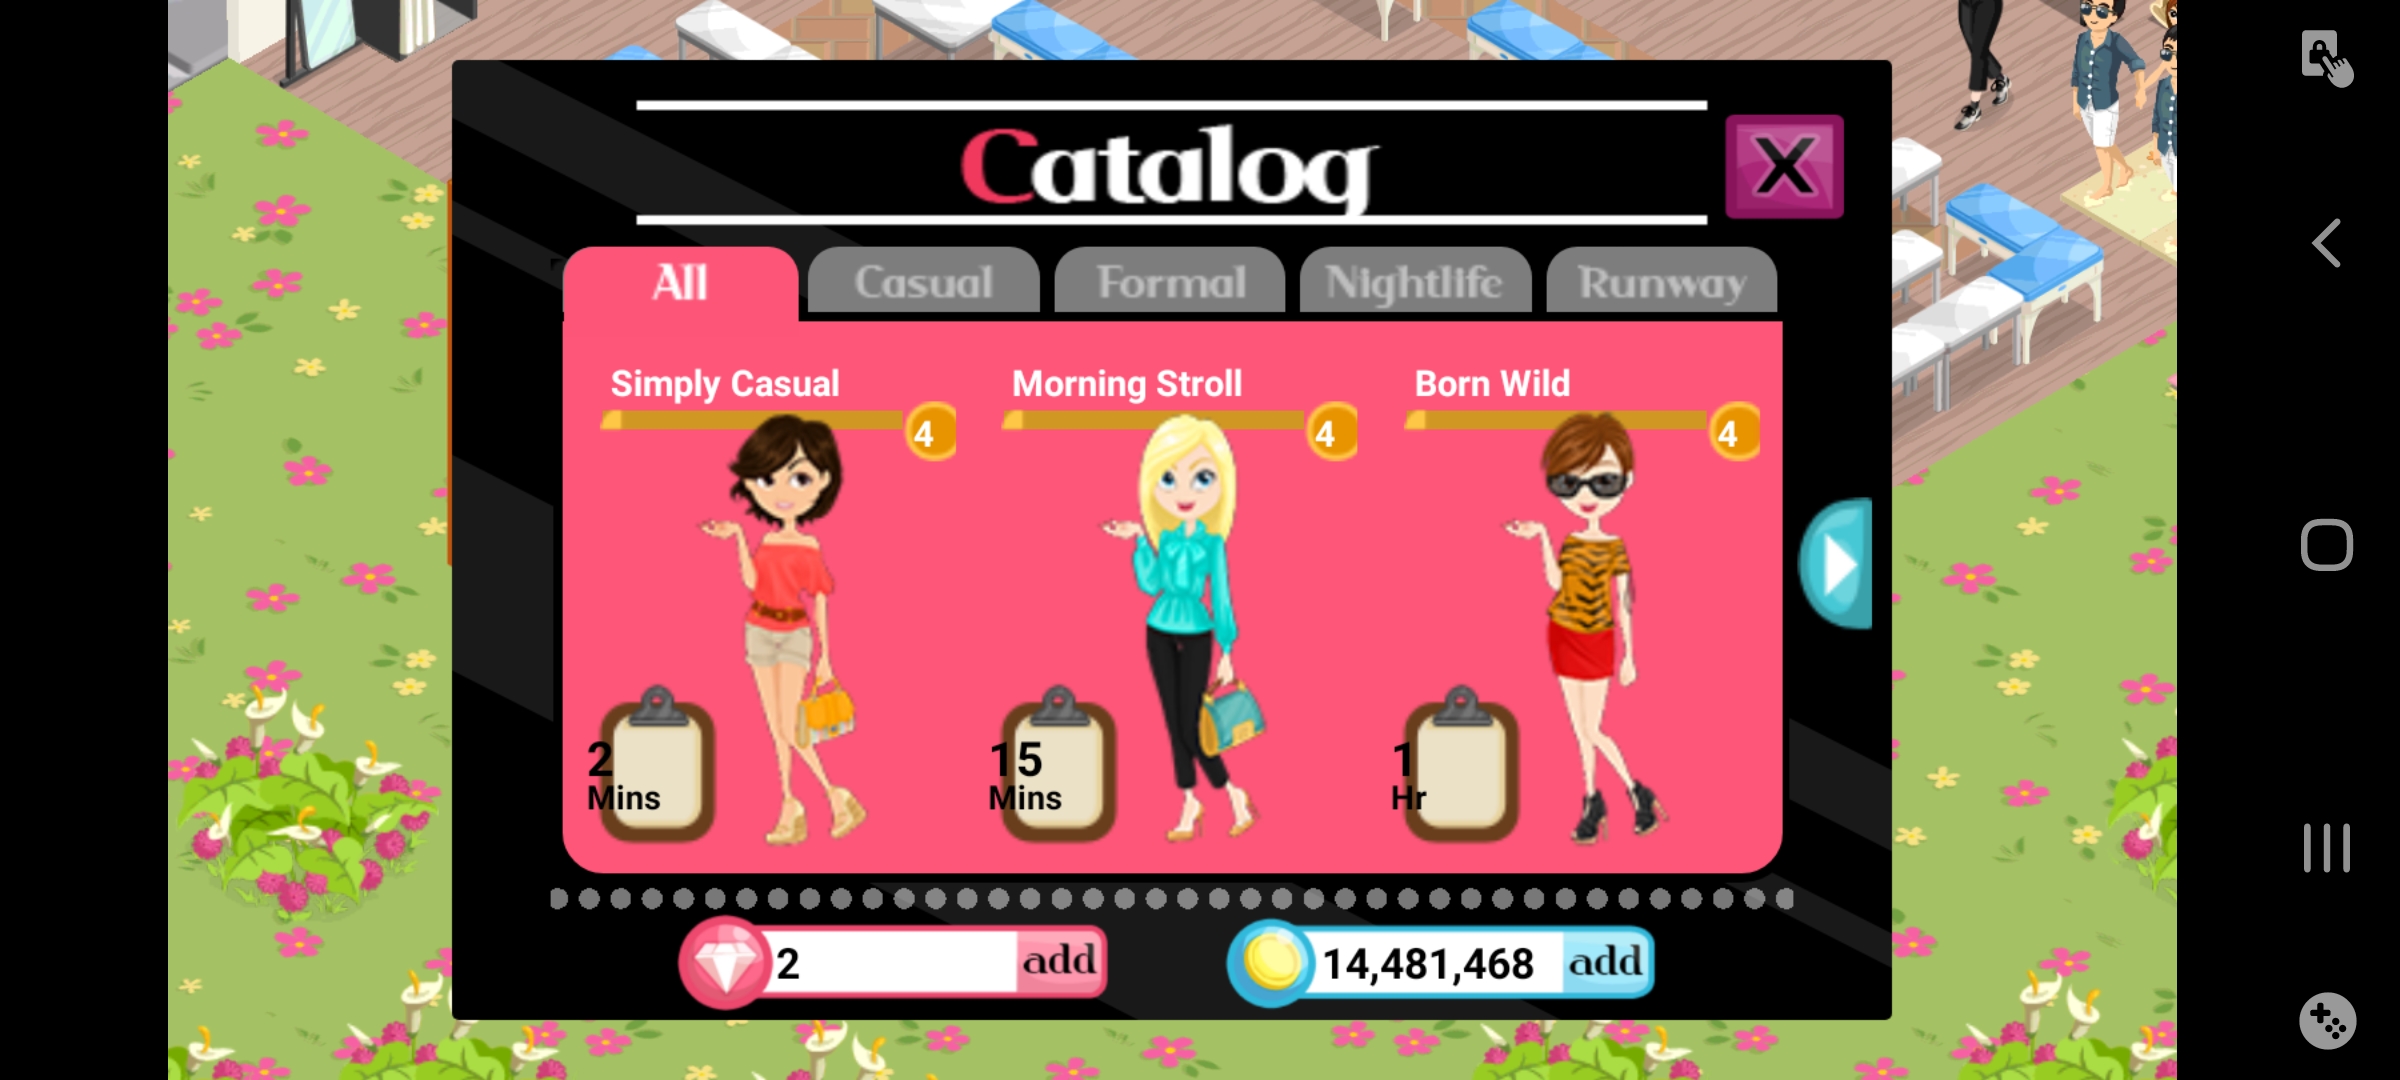 Catalog
X
All
Casual
Formal
Nightlife
Runway
Simply Casual
4
Morning Stroll
4
Born Wild
4
2
Mins
15
Mins
1
Hr
2
add
14,481,468
add